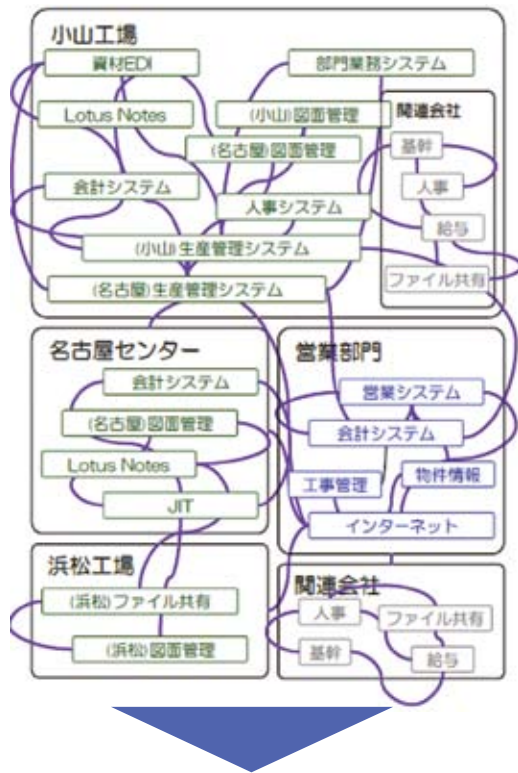 小山工場
資材EDI
部門業務システム
Lotus Notes
(小山)図面管理
(名古屋)図面管理
会計システム
人事システム
(小山)生産管理システム
(名古屋)生産管理システム
関連会社
基幹
人事
給与
ファイル共有
名古屋センター
会計システム
(名古屋)図面管理
Lotus Notes
JIT
営業部門
営業システム
会計システム
工事管理
物件情報
インターネット
浜松工場
(浜松)ファイル共有
(浜松)図面管理
関連会社
人事
ファイル共有
基幹
給与